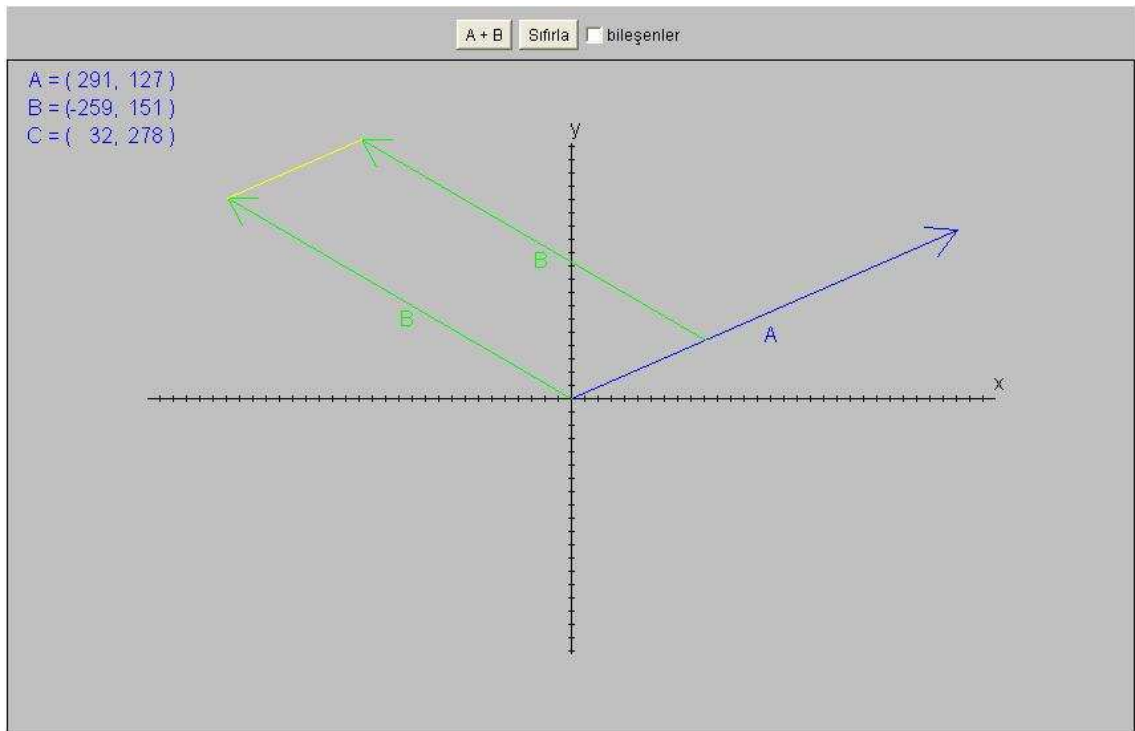 A + B Sıfırla bileşenler
A = ( 291, 127 )
B = (-259, 151 )
C = ( 32, 278 )
y
B
B
A
x